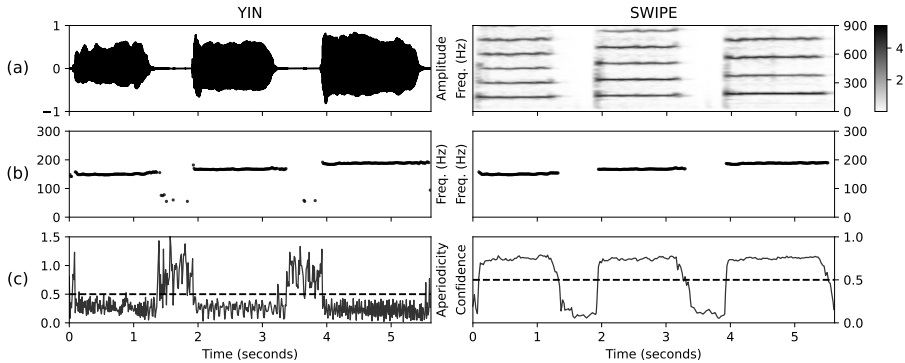 YIN SWIPE
(a) 1 0 −1 Amplitude Freq. (Hz) 900 600 300 0 4 2
(b) 300 200 100 0 Freq. (Hz) Freq. (Hz) 300 200 100 0
(c) 1.5 1.0 0.5 0.0 Aperiodicity Confidence 1.0 0.5 0.0
0 1 2 3 4 5 0 1 2 3 4 5
Time (seconds) Time (seconds)